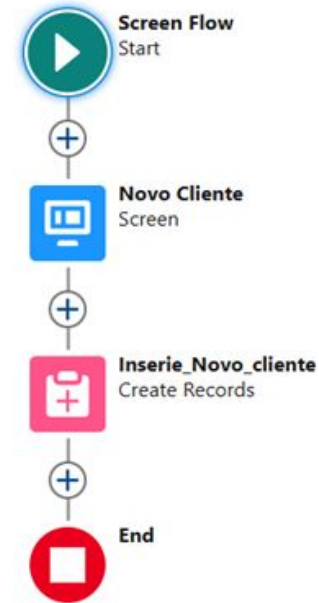 Screen Flow
Start
Novo Cliente
Screen
Inserie_Novo_cliente
Create Records
End